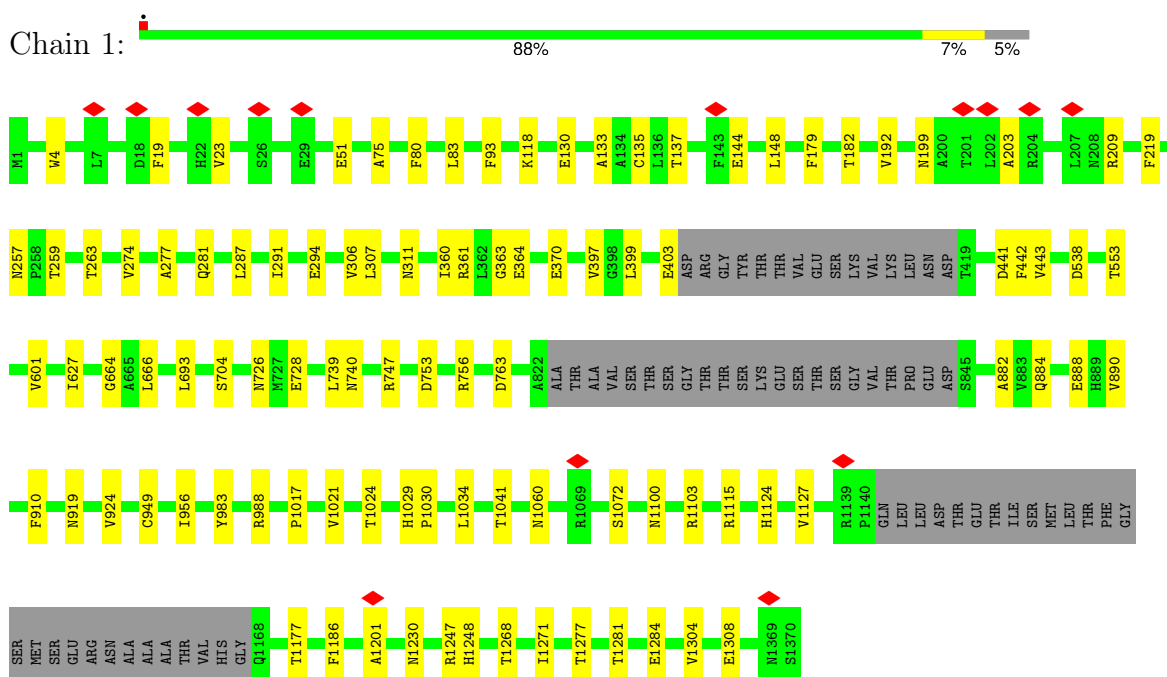 Chain 1:
88% 7% 5%
M1 W4 L7 D18 F19 H22 V23 S26 E29 E51 A75 F80 L83 F93 K118 E130 A133 A134 C135 L136 T137 F143 E144 L148 F179 T182 V192 N199 A200 T201 L202 A203 R204 L207 N208 R209 F219
N257 P258 T259 T263 V274 A277 Q281 L287 I291 E294 V306 L307 N311 I360 R361 L362 G363 E364 E370 V397 G398 L399 E403 ASP ARG GLY TYR THR THR VAL GLU SER LYS VAL LYS LEU ASN ASP T419 D441 F442 V443 D538 T553
V601 I627 G664 A665 L666 L693 S704 N726 M727 E728 L739 N740 R747 D753 R756 D763 A822 ALA THR ALA VAL SER THR SER GLY THR THR SER LYS GLU SER THR SER GLY VAL THR PRO GLU ASP S845 A882 V883 Q884 E888 H889 V890
F910 N919 V924 C949 I956 Y983 R988 P1017 V1021 T1024 H1029 P1030 L1034 T1041 N1060 R1069 S1072 N1100 R1103 R1115 H1124 V1127 R1139 P1140 GLN LEU LEU ASP THR GLU THR ILE SER MET LEU THR PHE GLY
SER MET SER GLU ARG ASN ALA ALA ALA THR VAL HIS GLY Q1168 T1177 F1186 A1201 N1230 R1247 H1248 T1268 I1271 T1277 T1281 E1284 V1304 E1308 N1369 S1370